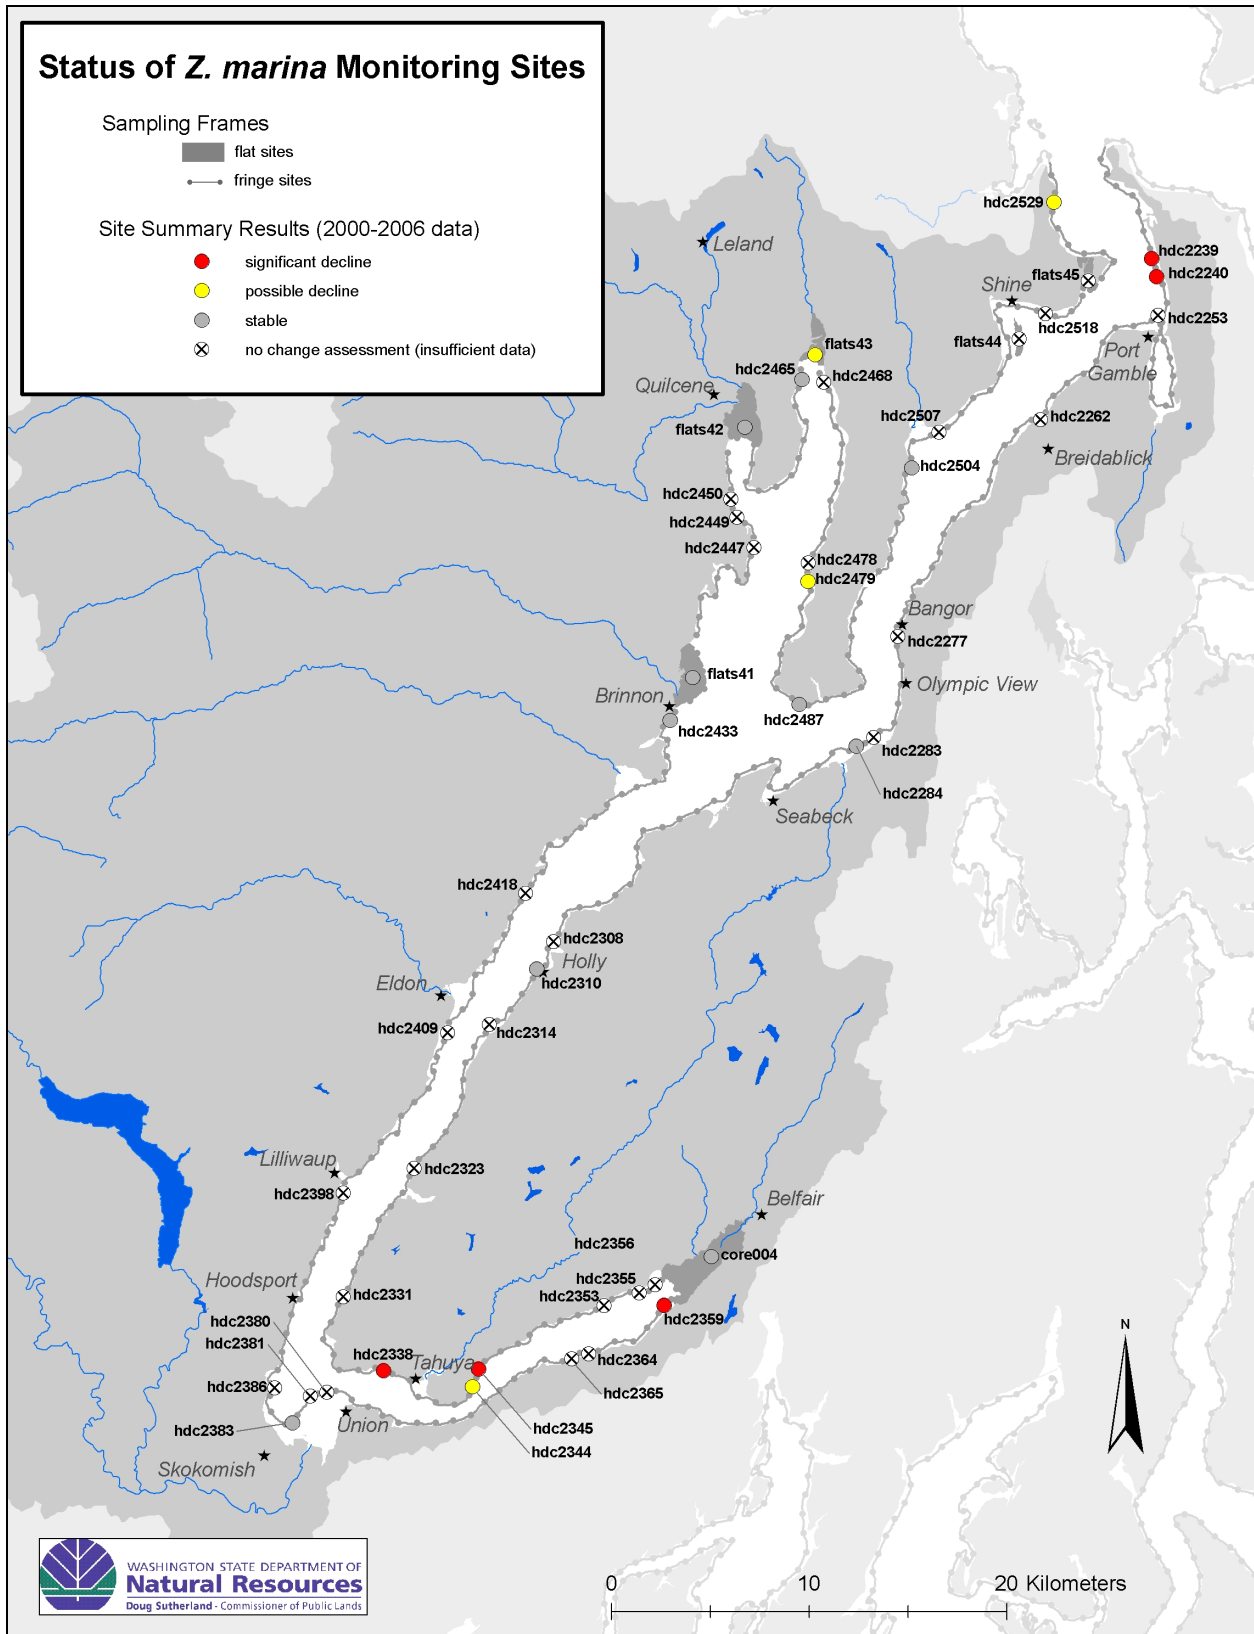 Status of Z. marina Monitoring Sites
Sampling Frames
flat sites
fringe sites
Site Summary Results (2000-2006 data)
significant decline
possible decline
stable
no change assessment (insufficient data)
hdc2529
Leland
hdc2239
hdc2240
flats45
Shine
hdc2518
hdc2253
flats44
flats43
Port
Gamble
hdc2465
hdc2468
Quilcene
hdc2507
hdc2262
flats42
Breidablick
hdc2504
hdc2450
hdc2449
hdc2447
hdc2478
hdc2479
Bangor
hdc2277
flats41
Olympic View
Brinnon
hdc2487
hdc2433
hdc2283
hdc2284
Seabeck
hdc2418
hdc2308
Holly
hdc2310
Eldon
hdc2409
hdc2314
Lilliwaup
hdc2323
hdc2398
Belfair
hdc2356
core004
Hoodsport
hdc2355
hdc2331
hdc2353
hdc2359
hdc2380
hdc2381
hdc2338
Tahuya
hdc2364
hdc2365
hdc2386
Union
hdc2383
hdc2345
hdc2344
Skokomish
N
WASHINGTON STATE DEPARTMENT OF
Natural Resources
Doug Sutherland - Commissioner of Public Lands
0 10 20 Kilometers